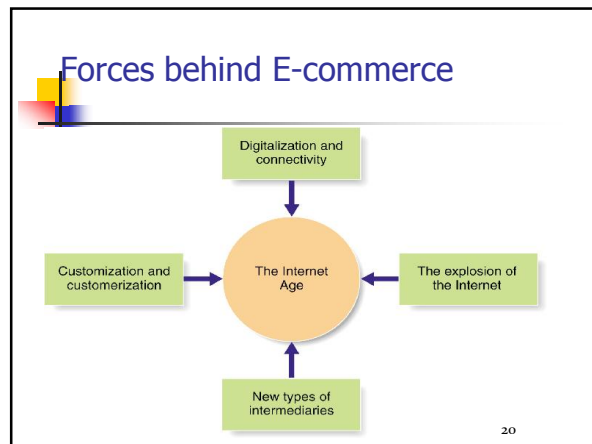 Forces behind E-commerce
Digitalization and
connectivity
Customization and
customerization
The Internet
Age
The explosion of
the Internet
New types of
intermediaries
20